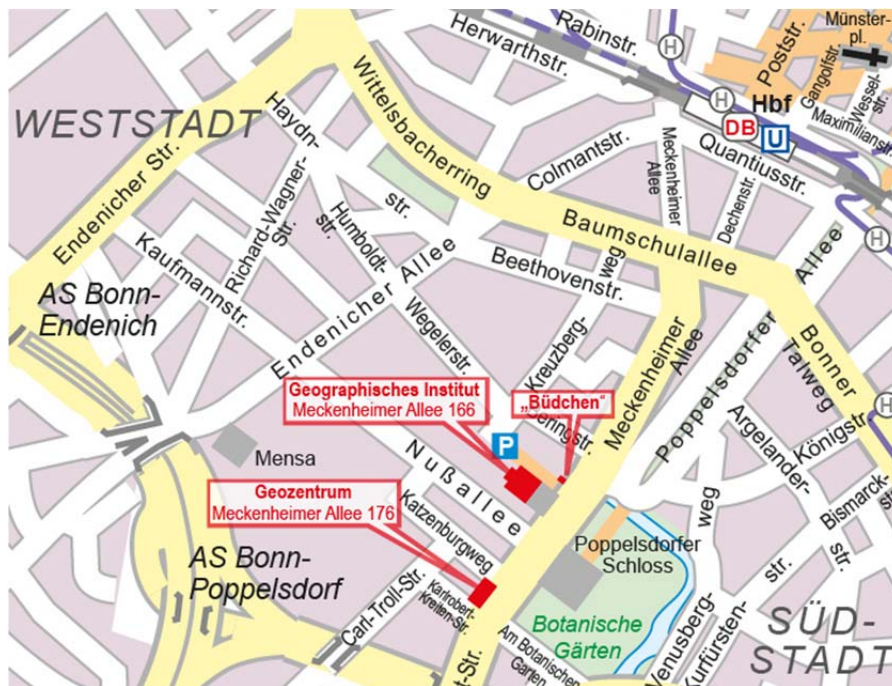 Rabinstr.
Herwarthstr.
H
Münster-
pl.
Poststr.
Gangolfstr.
Wessel-
str.
H
H
Hbf
DB
U
Maximilianstr.
Quantiusstr.
WESTSTADT
Wittelsbacherring
Haydn-
str.
Endenicher Str.
Colmantstr.
Meckenheimer
Allee
Dechenstr.
H
Richard-Wagner-
Str.
Humboldt-
str.
Baumschulallee
Kaufmannstr.
Endenicher Allee
Beethovenstr.
Kreuzberg-
weg
Poppelsdorfer Allee
AS Bonn-
Endenich
Wegelerstr.
Meckenheimer
Allee
Bonner
Talweg
H
Geographisches Institut
Meckenheimer Allee 166
„Büdchen“
Geringstr.
P
Argelander-
str.
Königstr.
Bismarck-
str.
Mensa
Nußallee
Geozentrum
Meckenheimer Allee 176
Katzenburgweg
Poppelsdorfer
Schloss
AS Bonn-
Poppelsdorf
Carl-Troll-Str.
Karlrobert-
Kreiten-Str.
Botanische
Gärten
Am Botanischen
Garten
t-Str.
Venusberg-
weg
Kurfürsten-
str.
SÜD-
STADT